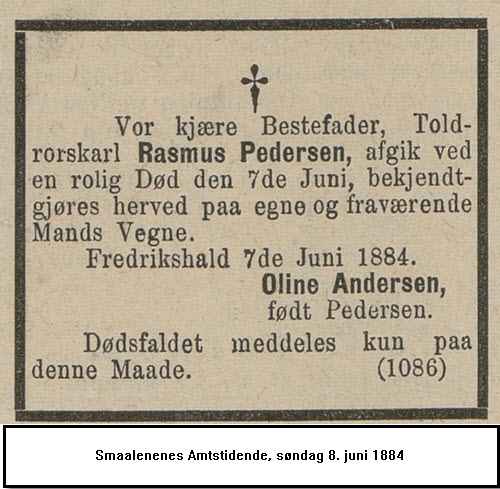 Vor kjære Bestefader, Told-
rorskarl Rasmus Pedersen, afgik ved
en rolig Død den 7de Juni, bekjendt-
gjøres herved paa egne og fraværende
Mands Vegne.
Fredrikshald 7de Juni 1884.
Oline Andersen,
født Pedersen.
Dødsfaldet meddeles kun paa
denne Maade. (1086)
Smaalenenes Amtstidende, søndag 8. juni 1884